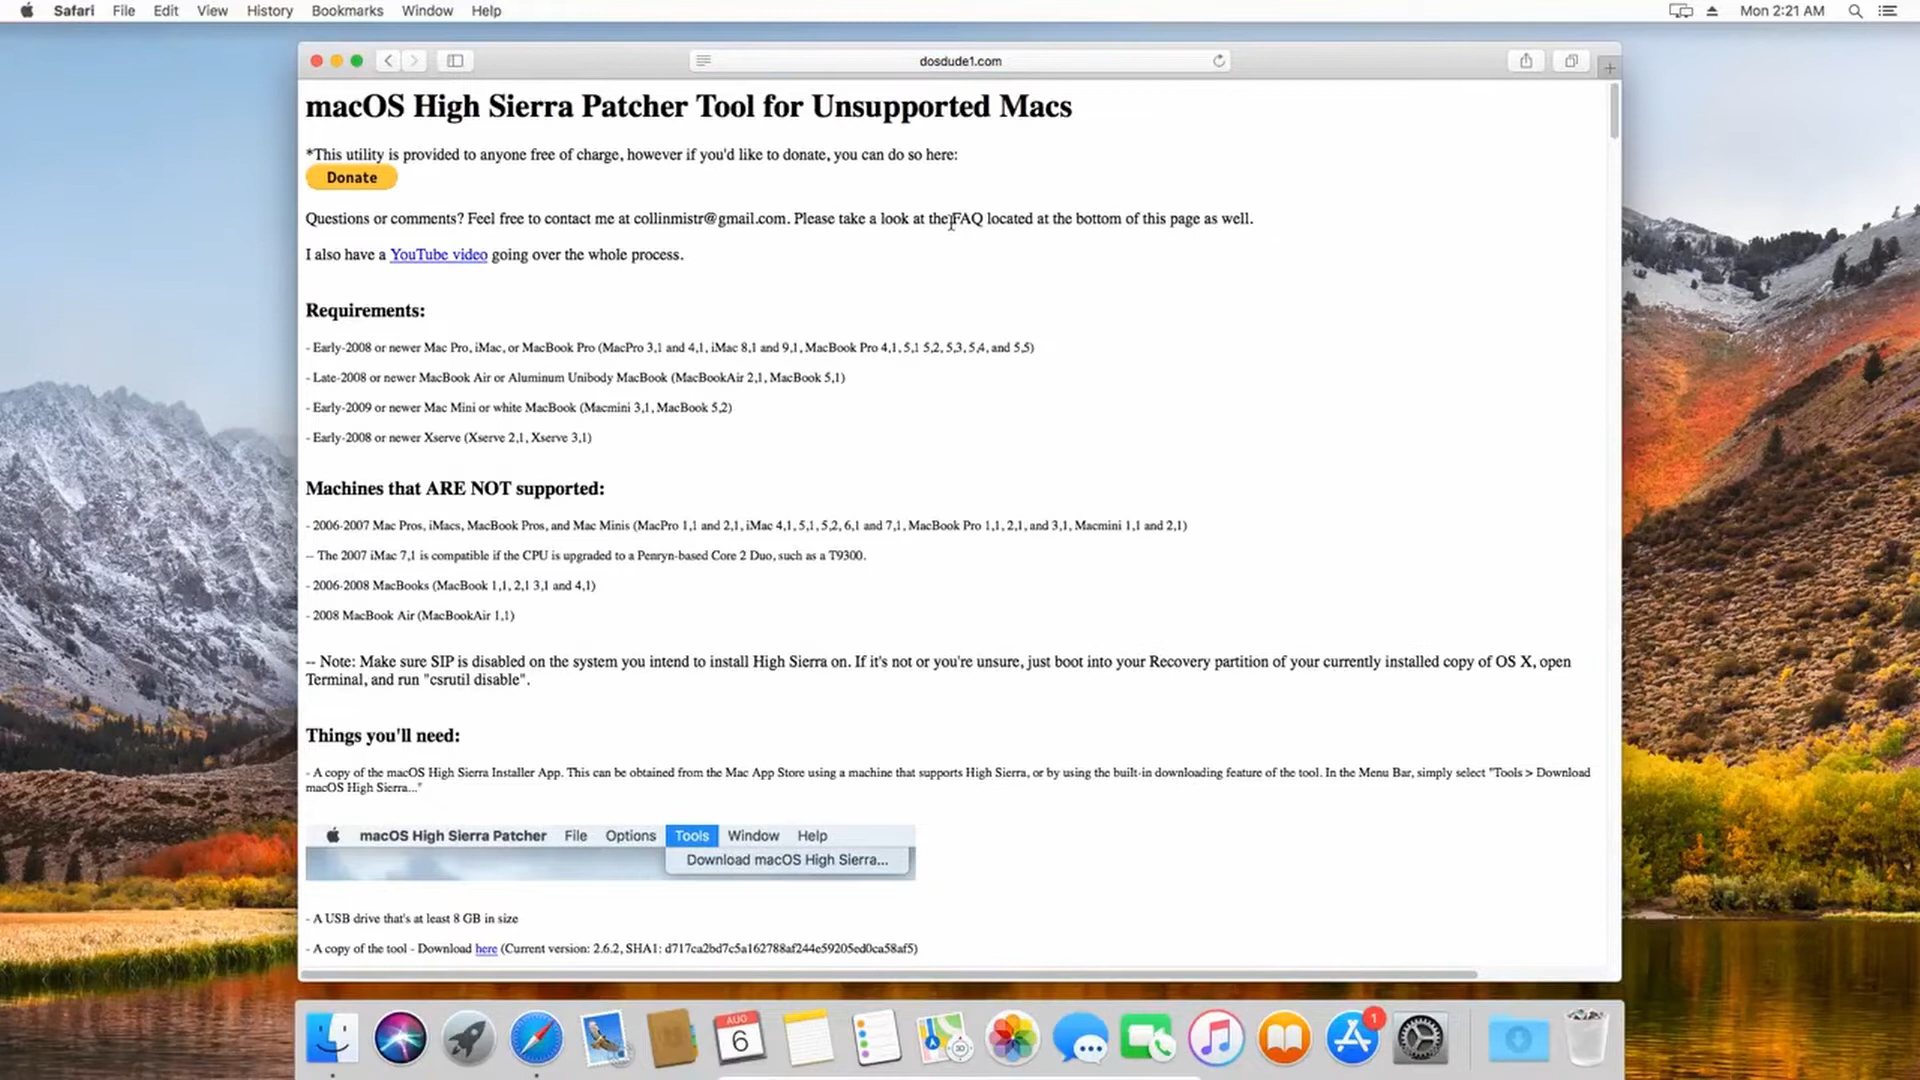 Safari File Edit View History Bookmarks Window Help Mon 2:21 AM
dosdude1.com
macOS High Sierra Patcher Tool for Unsupported Macs
*This utility is provided to anyone free of charge, however if you'd like to donate, you can do so here:
Donate
Questions or comments? Feel free to contact me at collinmistr@gmail.com. Please take a look at the FAQ located at the bottom of this page as well.
I also have a YouTube video going over the whole process.
Requirements:
- Early-2008 or newer Mac Pro, iMac, or MacBook Pro (MacPro 3,1 and 4,1, iMac 8,1 and 9,1, MacBook Pro 4,1, 5,1 5,2, 5,3, 5,4, and 5,5)
- Late-2008 or newer MacBook Air or Aluminum Unibody MacBook (MacBookAir 2,1, MacBook 5,1)
- Early-2009 or newer Mac Mini or white MacBook (Macmini 3,1, MacBook 5,2)
- Early-2008 or newer Xserve (Xserve 2,1, Xserve 3,1)
Machines that ARE NOT supported:
- 2006-2007 Mac Pros, iMacs, MacBook Pros, and Mac Minis (MacPro 1,1 and 2,1, iMac 4,1, 5,1, 5,2, 6,1 and 7,1, MacBook Pro 1,1, 2,1, and 3,1, Macmini 1,1 and 2,1)
-- The 2007 iMac 7,1 is compatible if the CPU is upgraded to a Penryn-based Core 2 Duo, such as a T9300.
- 2006-2008 MacBooks (MacBook 1,1, 2,1 3,1 and 4,1)
- 2008 MacBook Air (MacBookAir 1,1)
-- Note: Make sure SIP is disabled on the system you intend to install High Sierra on. If it's not or you're unsure, just boot into your Recovery partition of your currently installed copy of OS X, open
Terminal, and run "csrutil disable".
Things you'll need:
- A copy of the macOS High Sierra Installer App. This can be obtained from the Mac App Store using a machine that supports High Sierra, or by using the built-in downloading feature of the tool. In the Menu Bar, simply select "Tools > Download
macOS High Sierra..."
macOS High Sierra Patcher File Options Tools Window Help
Download macOS High Sierra...
- A USB drive that's at least 8 GB in size
- A copy of the tool - Download here (Current version: 2.6.2, SHA1: d717ca2bd7c5a162788af244e59205ed0ca58af5)
AUG
6
1